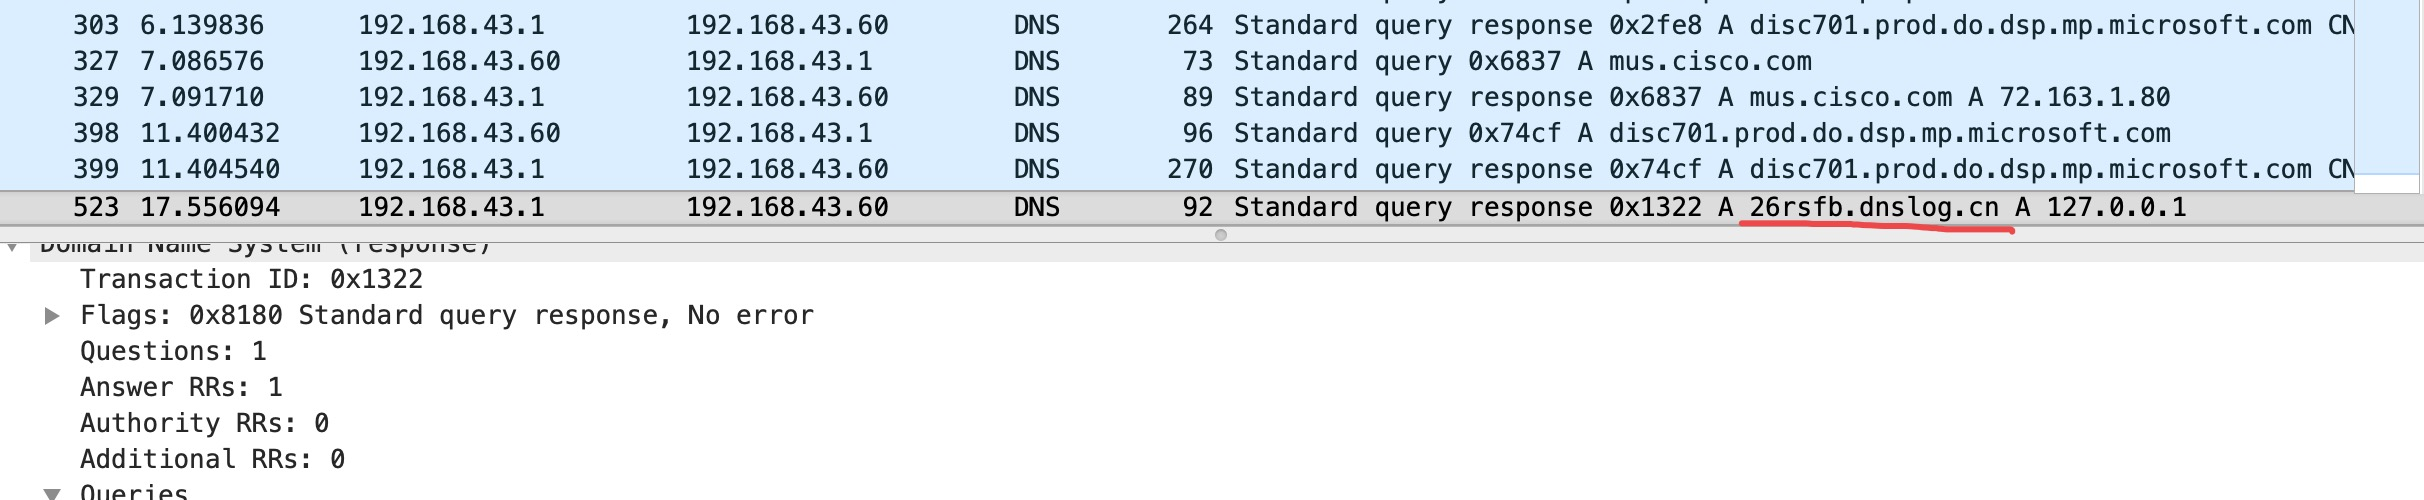 303 6.139836 192.168.43.1 192.168.43.60 DNS 264 Standard query response 0x2fe8 A disc701.prod.do.dsp.mp.microsoft.com CN
327 7.086576 192.168.43.60 192.168.43.1 DNS 73 Standard query 0x6837 A mus.cisco.com
329 7.091710 192.168.43.1 192.168.43.60 DNS 89 Standard query response 0x6837 A mus.cisco.com A 72.163.1.80
398 11.400432 192.168.43.60 192.168.43.1 DNS 96 Standard query 0x74cf A disc701.prod.do.dsp.mp.microsoft.com
399 11.404540 192.168.43.1 192.168.43.60 DNS 270 Standard query response 0x74cf A disc701.prod.do.dsp.mp.microsoft.com CN
523 17.556094 192.168.43.1 192.168.43.60 DNS 92 Standard query response 0x1322 A 26rsfb.dnslog.cn A 127.0.0.1
Domain Name System (response)
Transaction ID: 0x1322
Flags: 0x8180 Standard query response, No error
Questions: 1
Answer RRs: 1
Authority RRs: 0
Additional RRs: 0
Queries